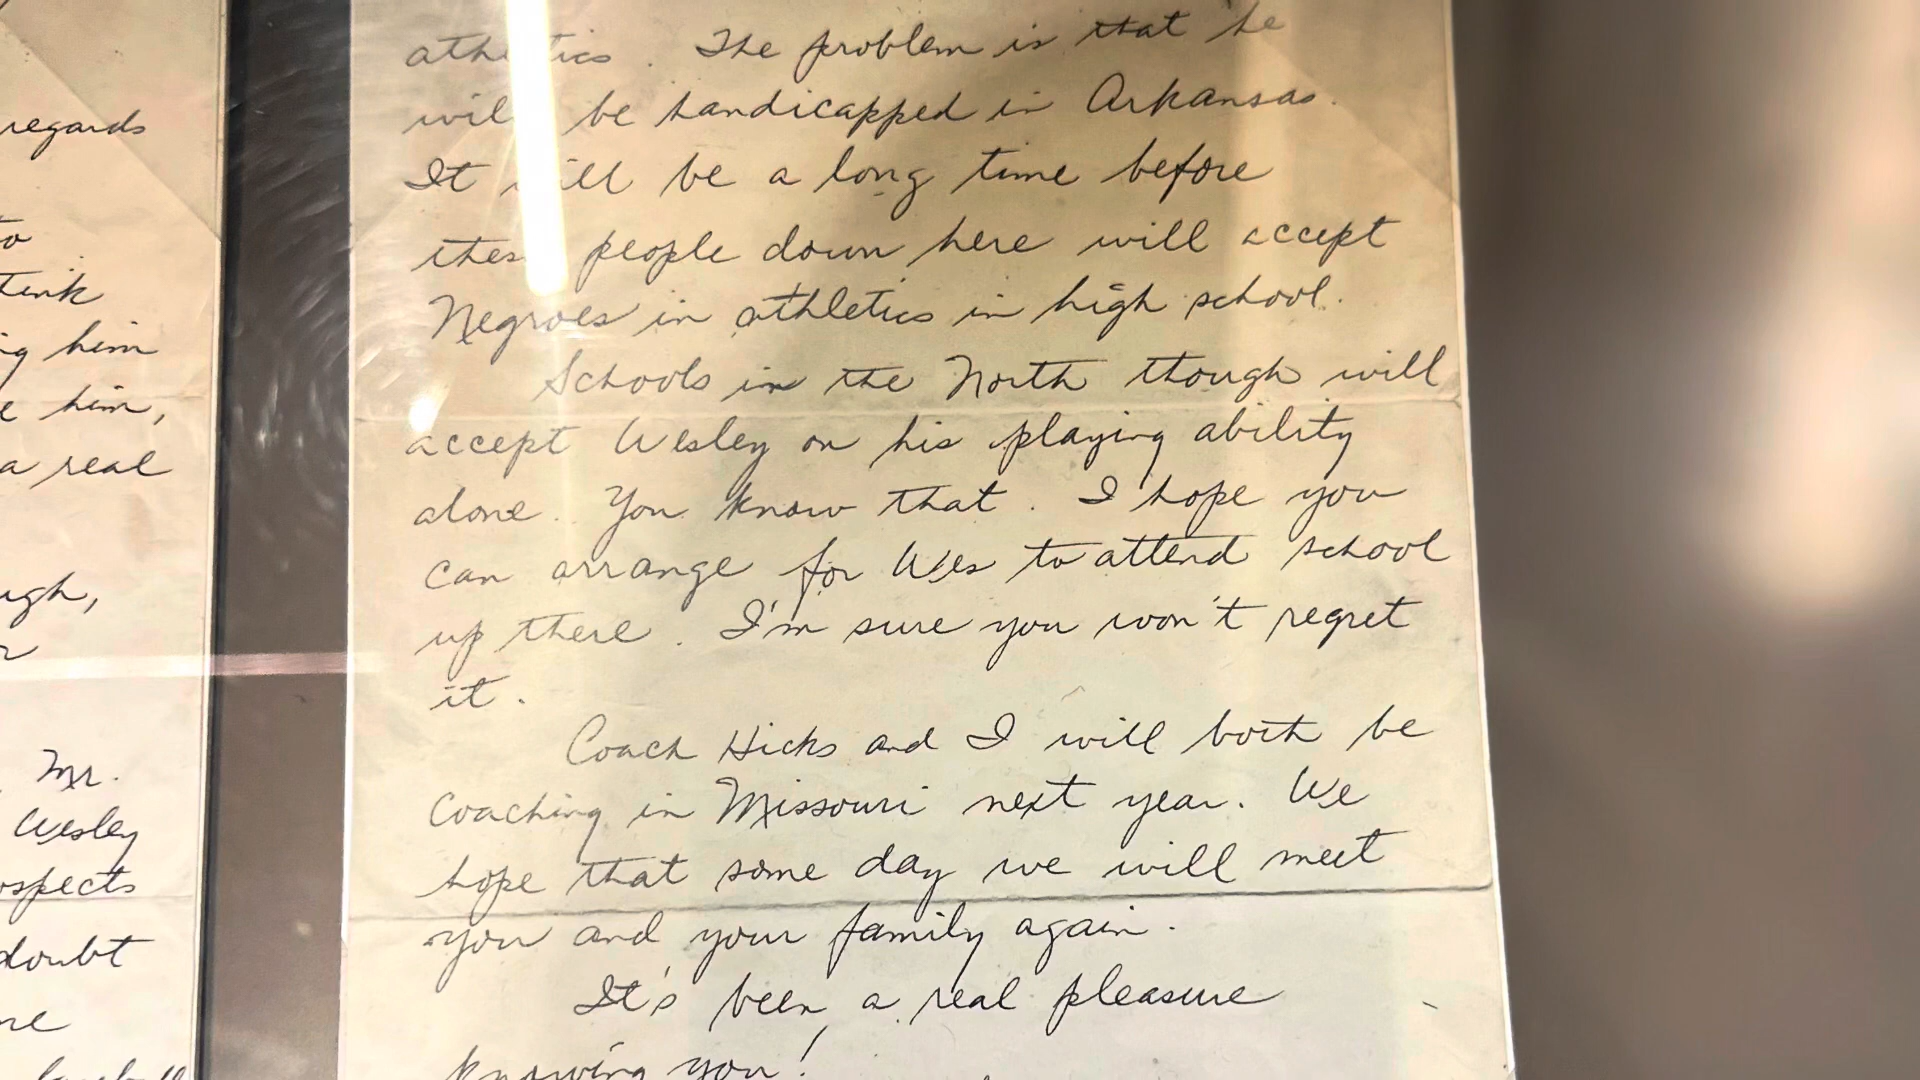 regards
to
him
him,
a real
Mr.
Wesley
doubt
athletics. The problem is that he
will be handicapped in Arkansas.
It will be a long time before
these people down here will accept
Negroes in athletics in high school.
Schools in the North though will
accept Wesley on his playing ability
alone. You know that. I hope you
can arrange for Wes to attend school
up there. I'm sure you won't regret
it.
Coach Hicks and I will both be
coaching in Missouri next year. We
hope that some day we will meet
you and your family again.
It's been a real pleasure
knowing you!